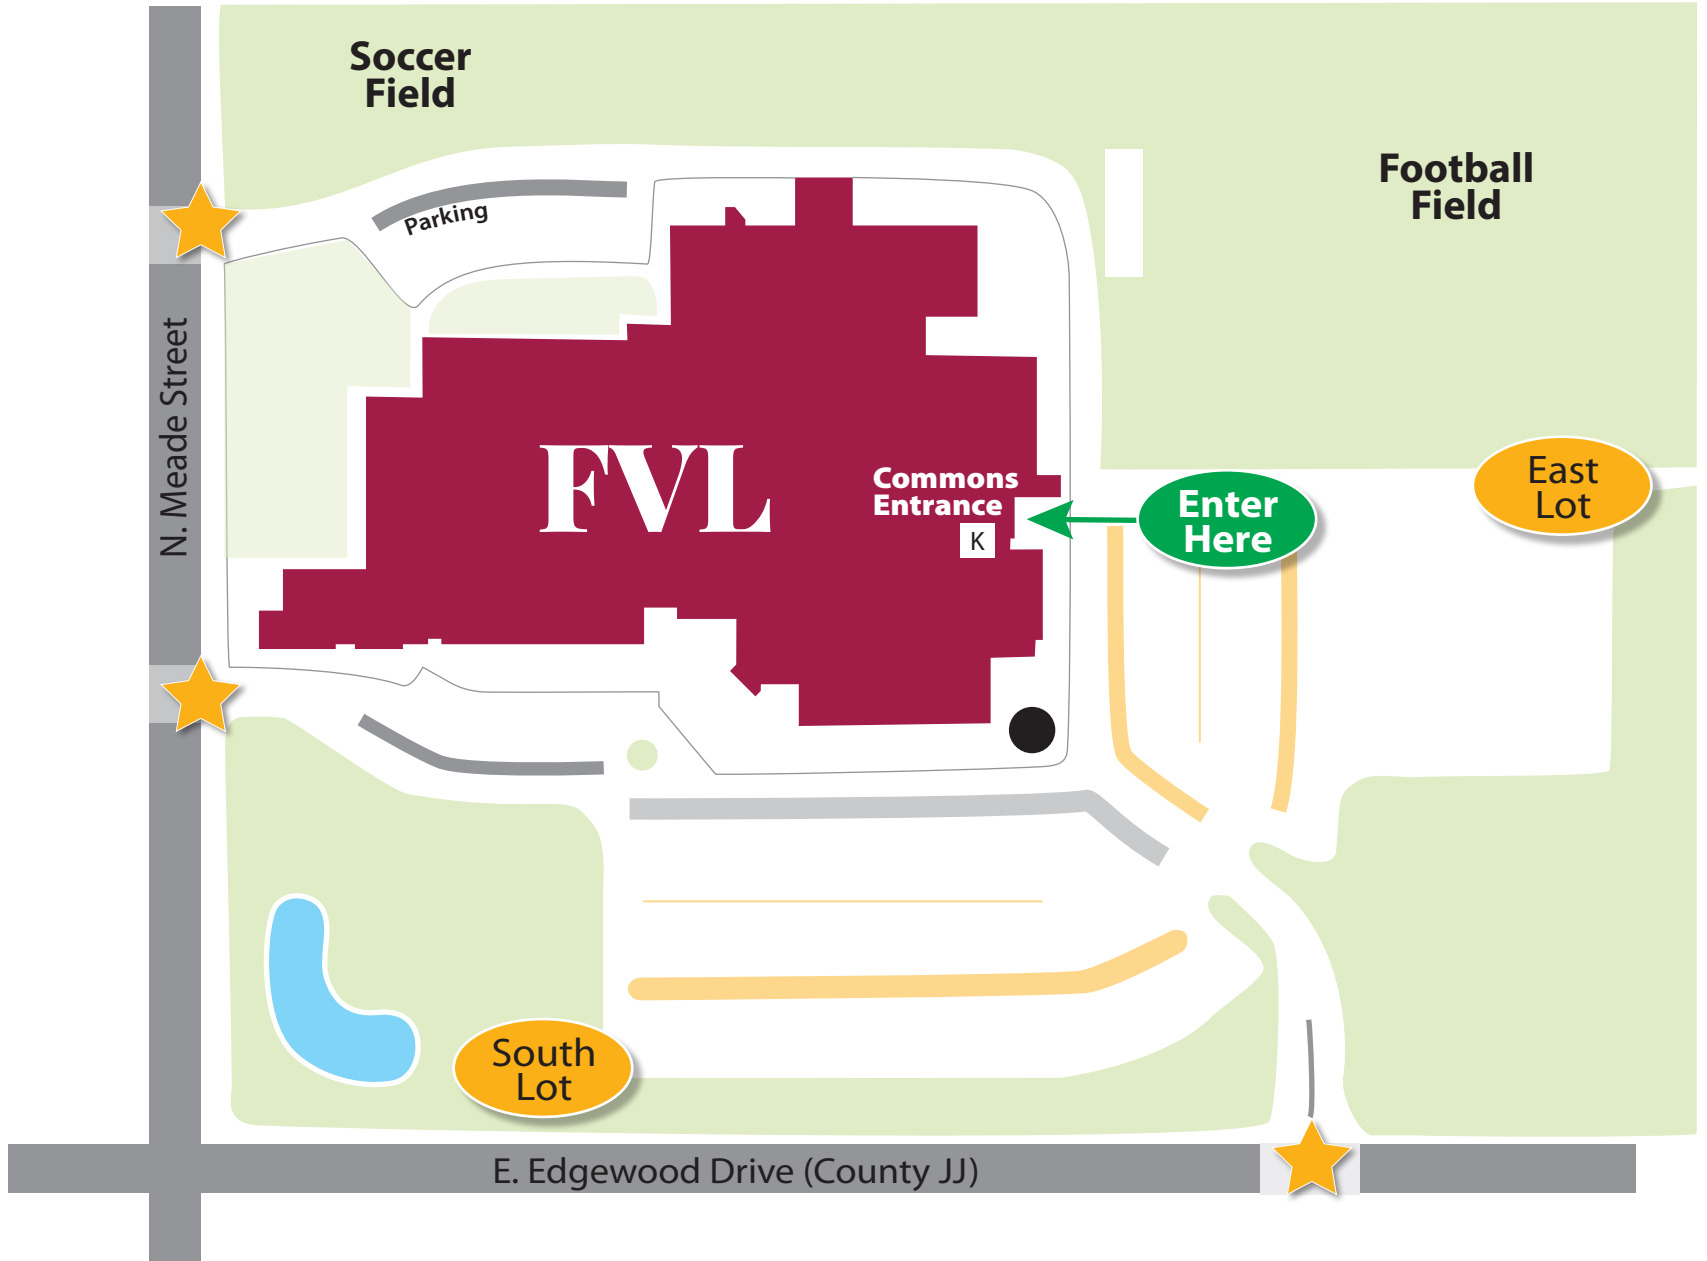 Soccer
Field
Football
Field
Parking
N. Meade Street
FVL
Commons
Entrance
K
Enter
Here
East
Lot
South
Lot
E. Edgewood Drive (County JJ)